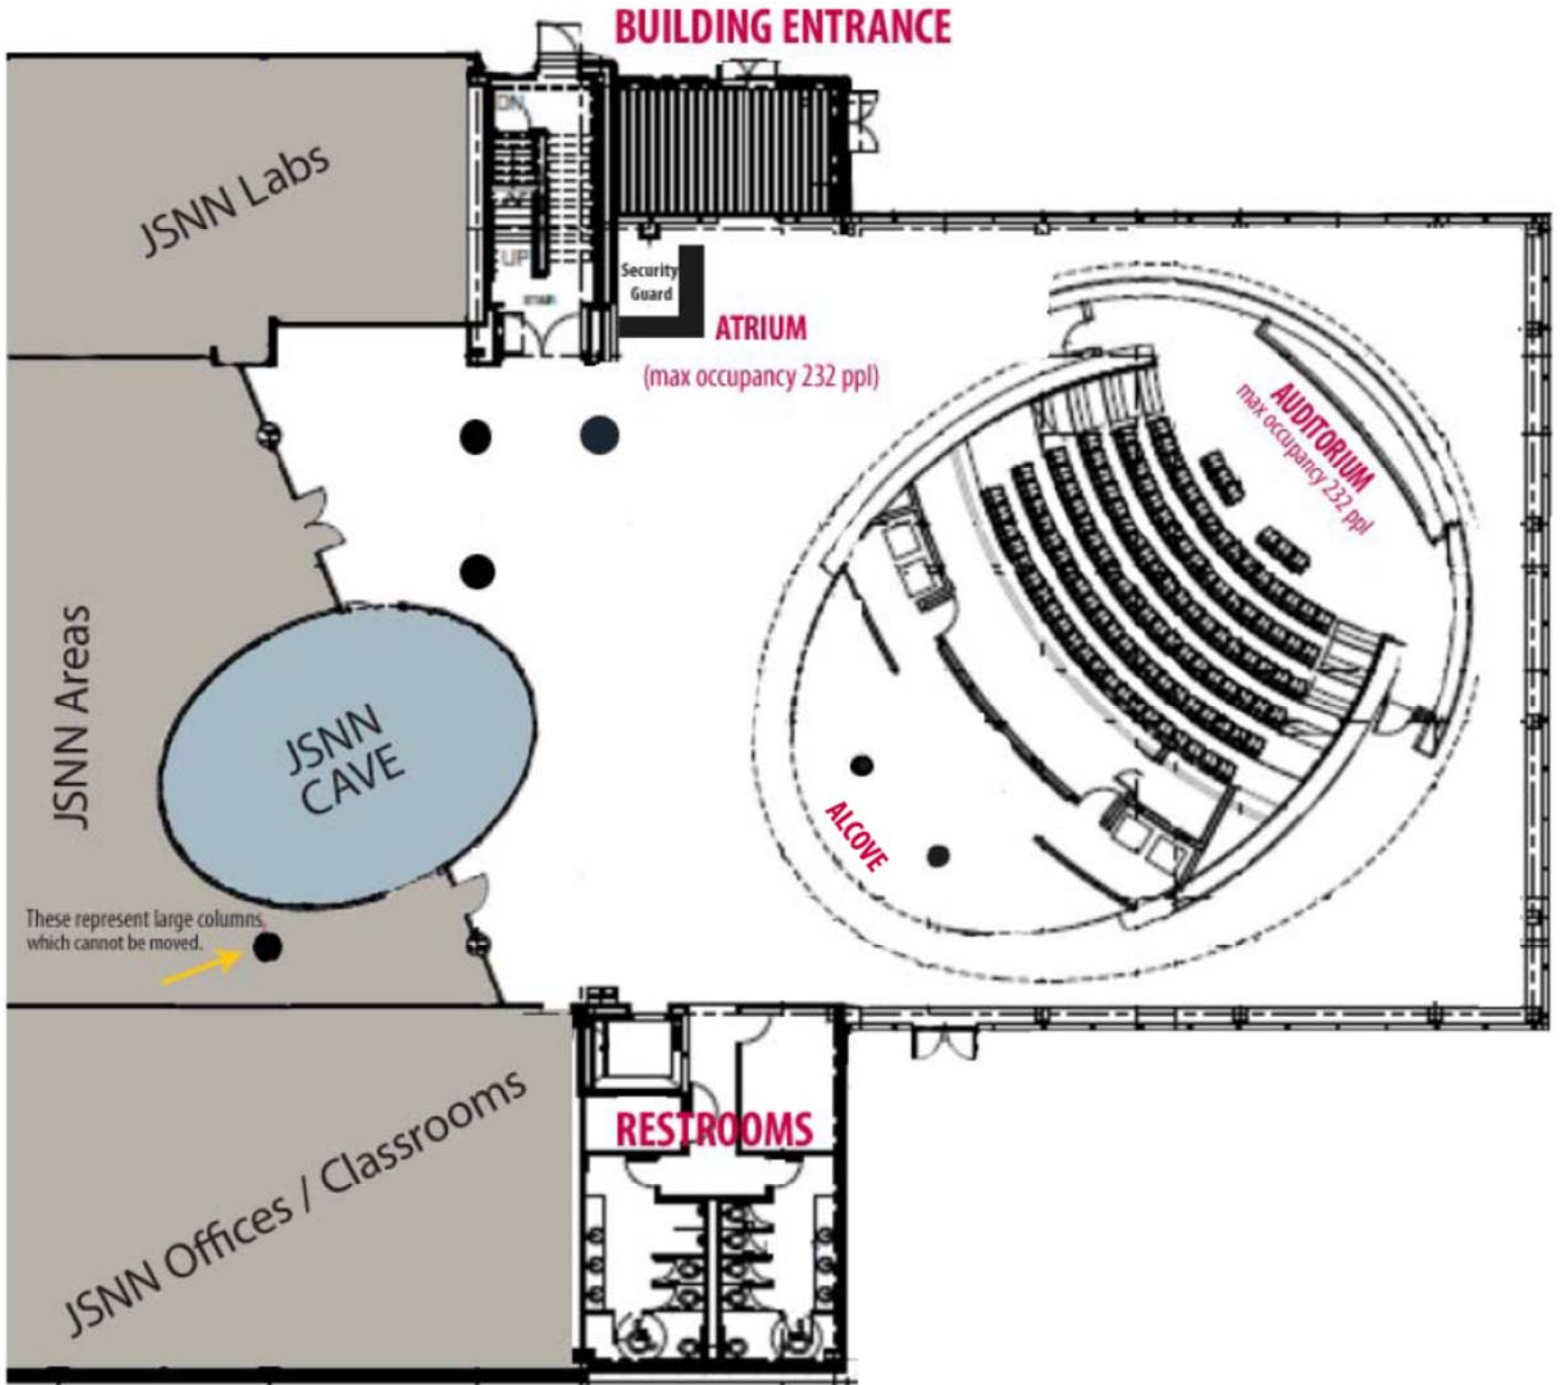 BUILDING ENTRANCE
JSNN Labs
DN
UP
Security
Guard
ATRIUM
(max occupancy 232 ppl)
AUDITORIUM
max occupancy 232 ppl
JSNN Areas
JSNN
CAVE
ALCOVE
These represent large columns,
which cannot be moved.
RESTROOMS
JSNN Offices / Classrooms